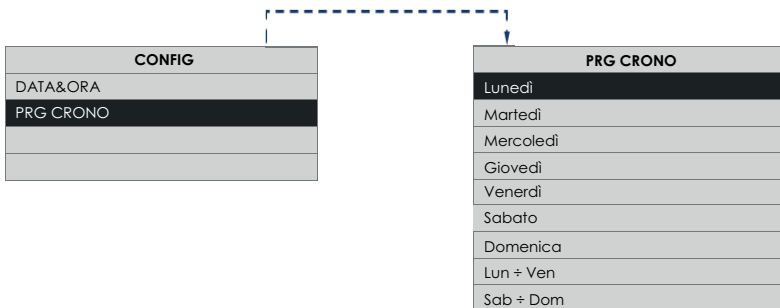 CONFIG
DATA&ORA
PRG CRONO
PRG CRONO
Lunedì
Martedì
Mercoledì
Giovedì
Venerdì
Sabato
Domenica
Lun ÷ Ven
Sab ÷ Dom